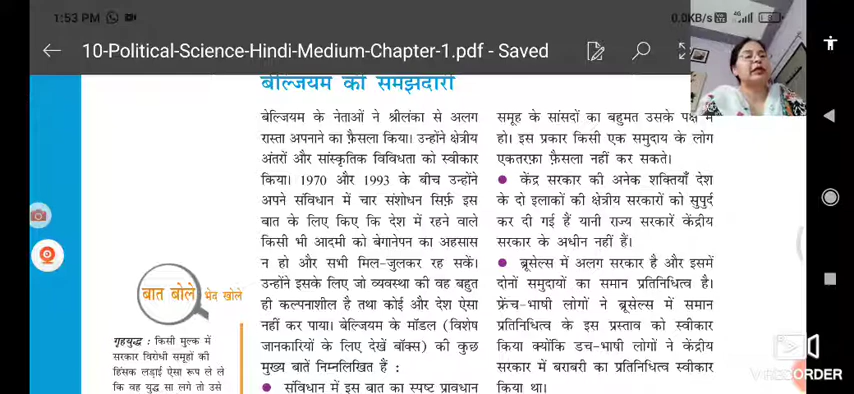 1:53 PM
0.0KB/S
4G
10-Political-Science-Hindi-Medium-Chapter-1.pdf - Saved
बेल्जियम की समझदारी
बेल्जियम के नेताओं ने श्रीलंका से अलग
रास्ता अपनाने का फ़ैसला किया। उन्होंने क्षेत्रीय
अंतरों और सांस्कृतिक विविधता को स्वीकार
किया। 1970 और 1993 के बीच उन्होंने
अपने संविधान में चार संशोधन सिर्फ़ इस
बात के लिए किए कि देश में रहने वाले
किसी भी आदमी को बेगानेपन का अहसास
न हो और सभी मिल-जुलकर रह सकें।
उन्होंने इसके लिए जो व्यवस्था की वह बहुत
ही कल्पनाशील है तथा कोई और देश ऐसा
नहीं कर पाया। बेल्जियम के मॉडल (विशेष
जानकारियों के लिए देखें बॉक्स) की कुछ
मुख्य बातें निम्नलिखित हैं :
● संविधान में इस बात का स्पष्ट प्रावधान
समूह के सांसदों का बहुमत उसके पक्ष में
हो। इस प्रकार किसी एक समुदाय के लोग
एकतरफ़ा फ़ैसला नहीं कर सकते।
● केंद्र सरकार की अनेक शक्तियाँ देश
के दो इलाकों की क्षेत्रीय सरकारों को सुपुर्द
कर दी गई हैं यानी राज्य सरकारें केंद्रीय
सरकार के अधीन नहीं हैं।
● ब्रूसेल्स में अलग सरकार है और इसमें
दोनों समुदायों का समान प्रतिनिधित्व है।
फ्रेंच-भाषी लोगों ने ब्रूसेल्स में समान
प्रतिनिधित्व के इस प्रस्ताव को स्वीकार
किया क्योंकि डच-भाषी लोगों ने केंद्रीय
सरकार में बराबरी का प्रतिनिधित्व स्वीकार
किया था।
बात बोले भेद खोले
गृहयुद्ध : किसी मुल्क में
सरकार विरोधी समूहों की
हिंसक लड़ाई ऐसा रूप ले ले
कि वह युद्ध सा लगे तो उसे
VRECORDER